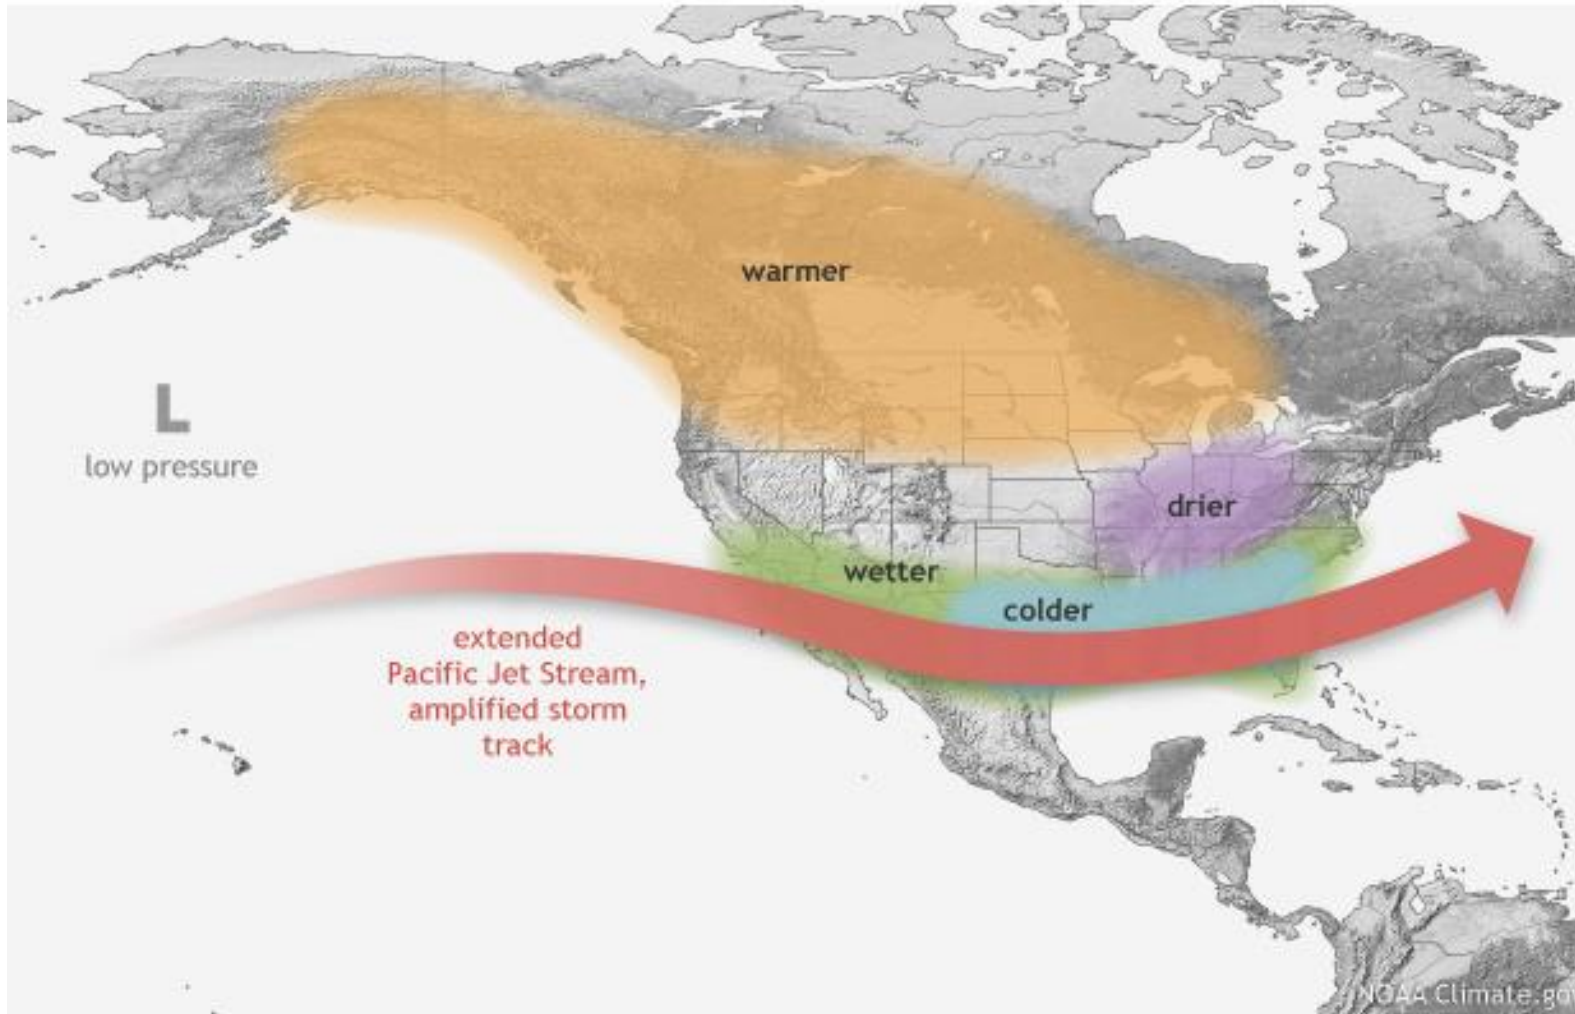 warmer
L
low pressure
drier
wetter
colder
extended
Pacific Jet Stream,
amplified storm
track
NOAA Climate.gov